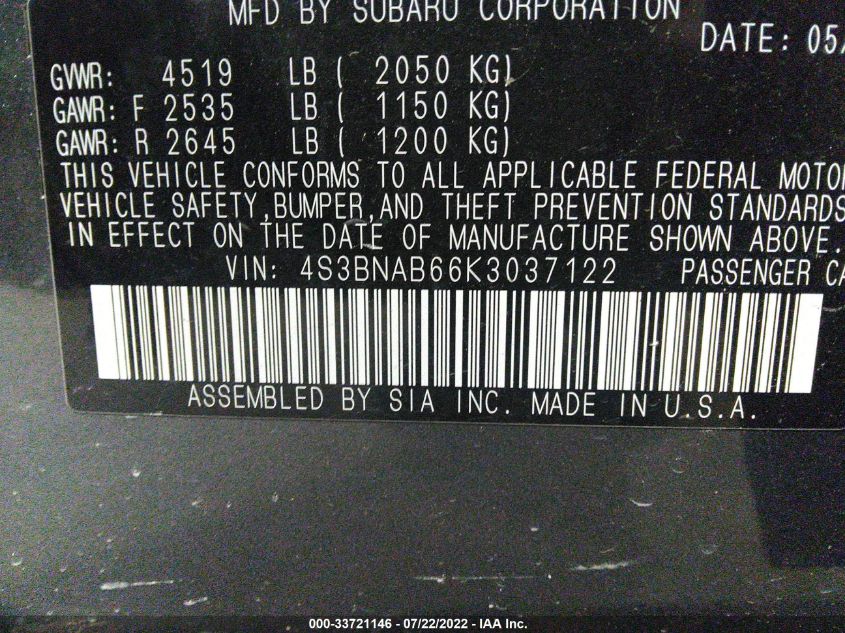 MFD BY SUBARU CORPORATION
DATE: 05/
GVWR: 4519 LB ( 2050 KG)
GAWR: F 2535 LB ( 1150 KG)
GAWR: R 2645 LB ( 1200 KG)
THIS VEHICLE CONFORMS TO ALL APPLICABLE FEDERAL MOTOR
VEHICLE SAFETY,BUMPER,AND THEFT PREVENTION STANDARDS
IN EFFECT ON THE DATE OF MANUFACTURE SHOWN ABOVE.
VIN: 4S3BNAB66K3037122 PASSENGER CA
ASSEMBLED BY SIA INC. MADE IN U.S.A.
000-33721146 - 07/22/2022 - IAA Inc.